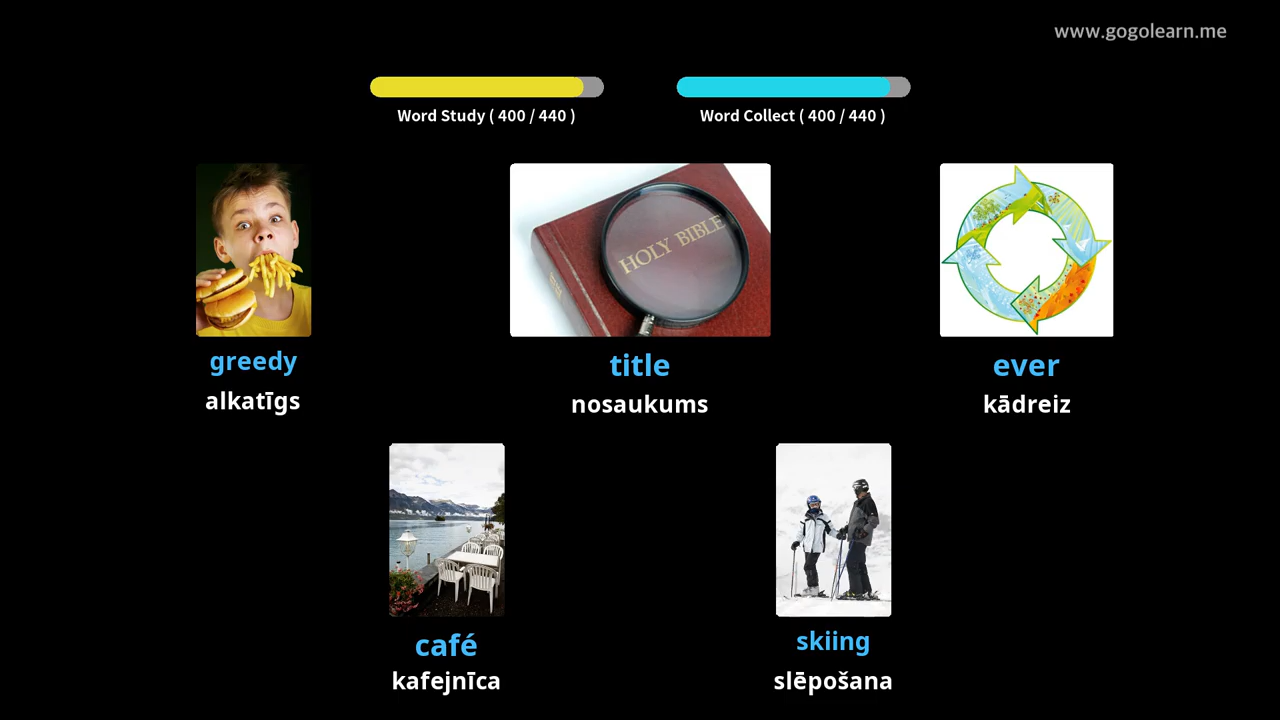 www.gogolearn.me
Word Study ( 400 / 440 )
Word Collect ( 400 / 440 )
HOLY BIBLE
greedy
alkatīgs
title
nosaukums
ever
kādreiz
café
kafejnīca
skiing
slēpošana